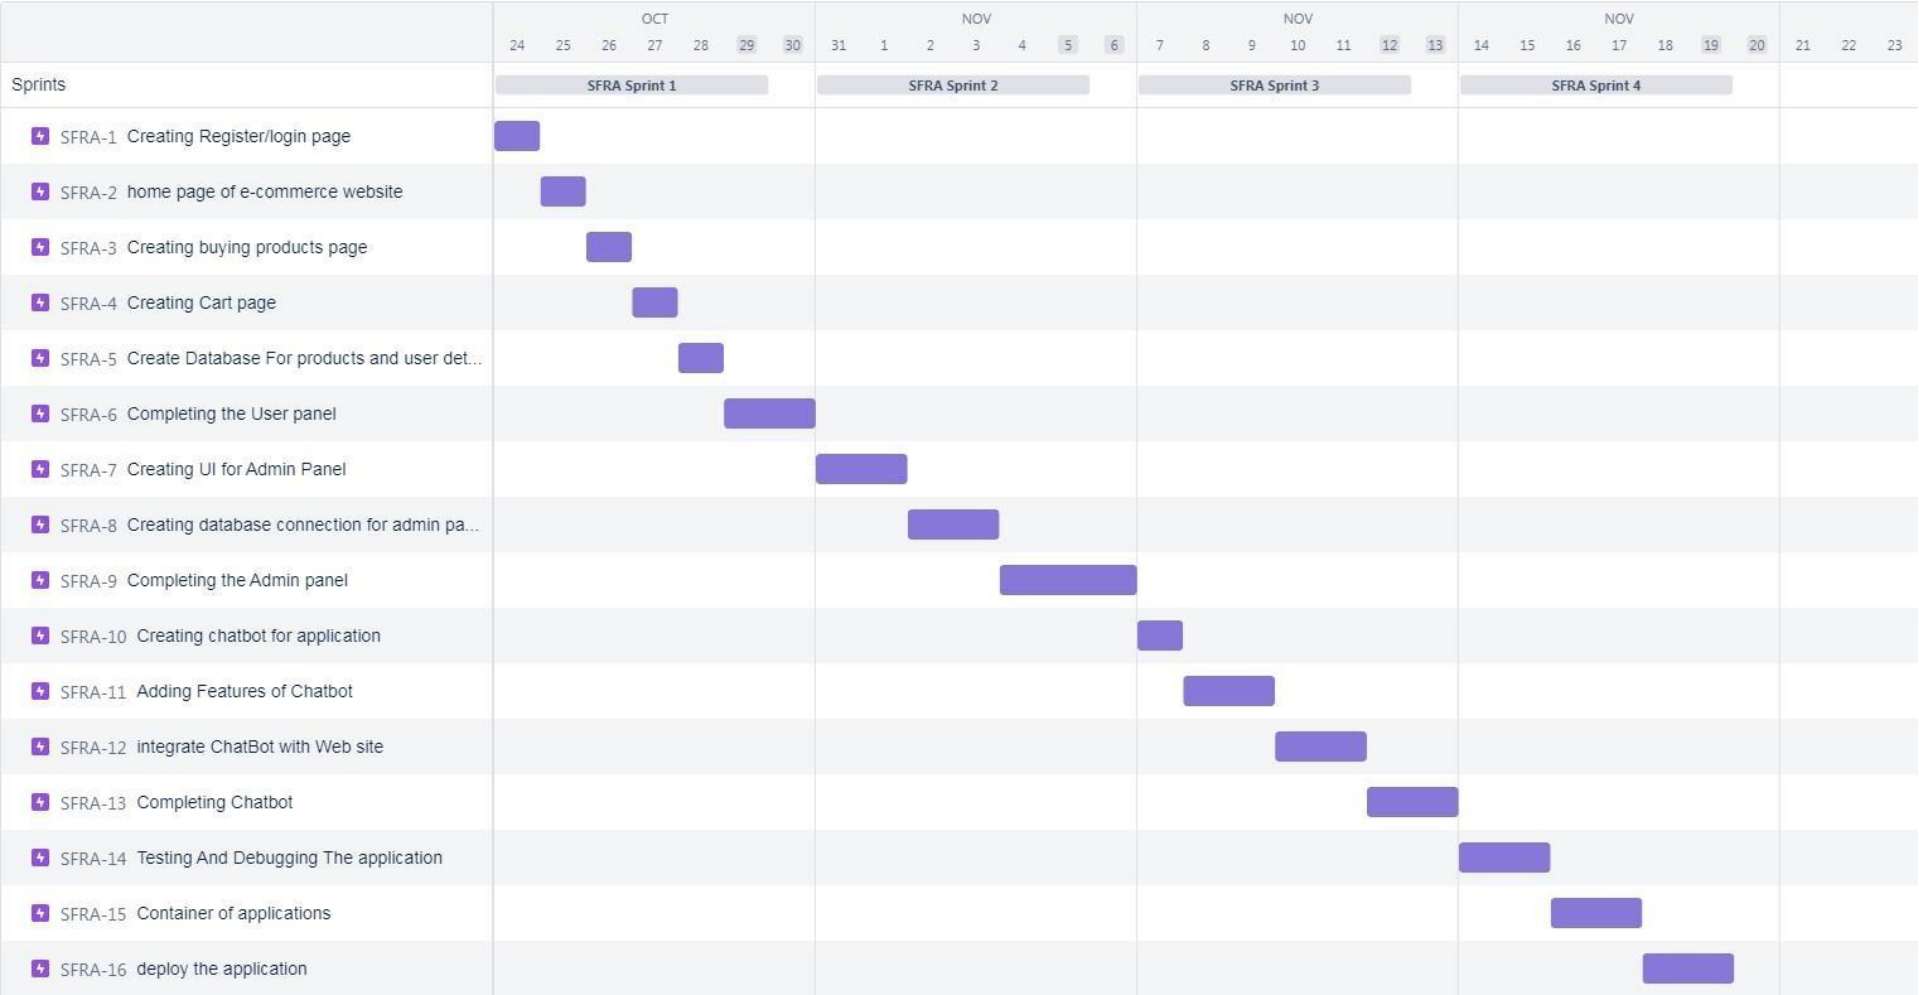 OCT NOV NOV NOV
24 25 26 27 28 29 30 31 1 2 3 4 5 6 7 8 9 10 11 12 13 14 15 16 17 18 19 20 21 22 23
Sprints SFRA Sprint 1 SFRA Sprint 2 SFRA Sprint 3 SFRA Sprint 4
SFRA-1 Creating Register/login page
SFRA-2 home page of e-commerce website
SFRA-3 Creating buying products page
SFRA-4 Creating Cart page
SFRA-5 Create Database For products and user det...
SFRA-6 Completing the User panel
SFRA-7 Creating UI for Admin Panel
SFRA-8 Creating database connection for admin pa...
SFRA-9 Completing the Admin panel
SFRA-10 Creating chatbot for application
SFRA-11 Adding Features of Chatbot
SFRA-12 integrate ChatBot with Web site
SFRA-13 Completing Chatbot
SFRA-14 Testing And Debugging The application
SFRA-15 Container of applications
SFRA-16 deploy the application